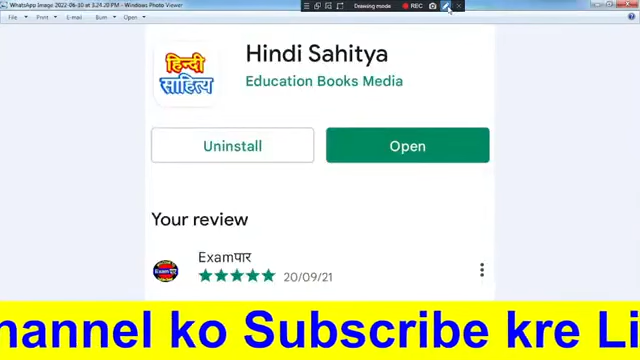 WhatsApp Image 2022-06-10 at 3.24.20 PM - Windows Photo Viewer
Drawing mode
REC
File Print E-mail Burn Open
हिन्दी
साहित्य
Hindi Sahitya
Education Books Media
Uninstall
Open
Your review
Examपार
Examपार
20/09/21
hannel ko Subscribe kre Li